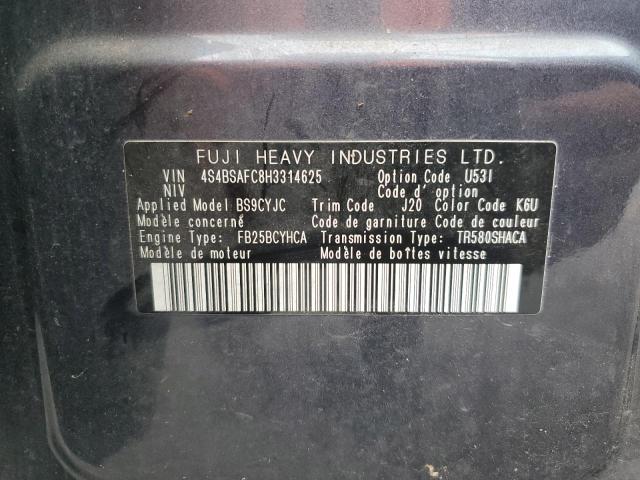 FUJI HEAVY INDUSTRIES LTD.
VIN 4S4BSAFC8H3314625 Option Code U53I
NIV Code d' option
Applied Model BS9CYJC Trim Code J20 Color Code K6U
Modèle concerné Code de garniture Code de couleur
Engine Type: FB25BCYHCA Transmission Type: TR580SHACA
Modèle de moteur Modèle de boîtes vitesse